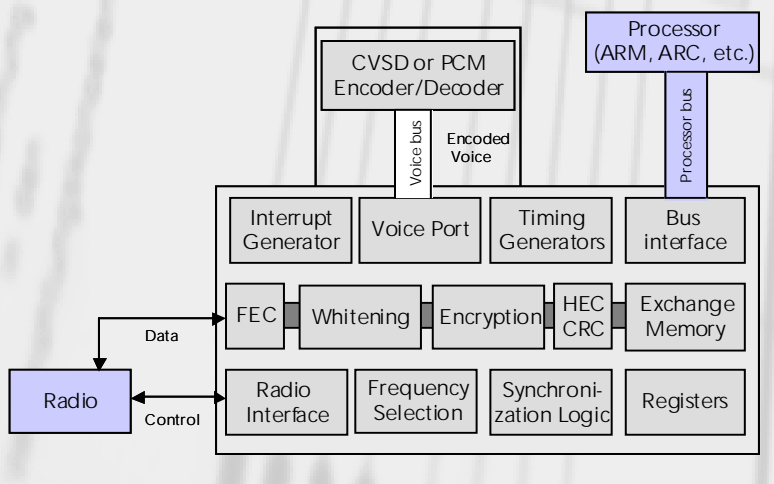 Processor
(ARM, ARC, etc.)
CVSD or PCM
Encoder/Decoder
Voice bus
Encoded
Voice
Processor bus
Interrupt
Generator
Voice Port
Timing
Generators
Bus
interface
FEC
Whitening
Encryption
HEC
CRC
Exchange
Memory
Data
Radio
Control
Radio
Interface
Frequency
Selection
Synchroni-
zation Logic
Registers